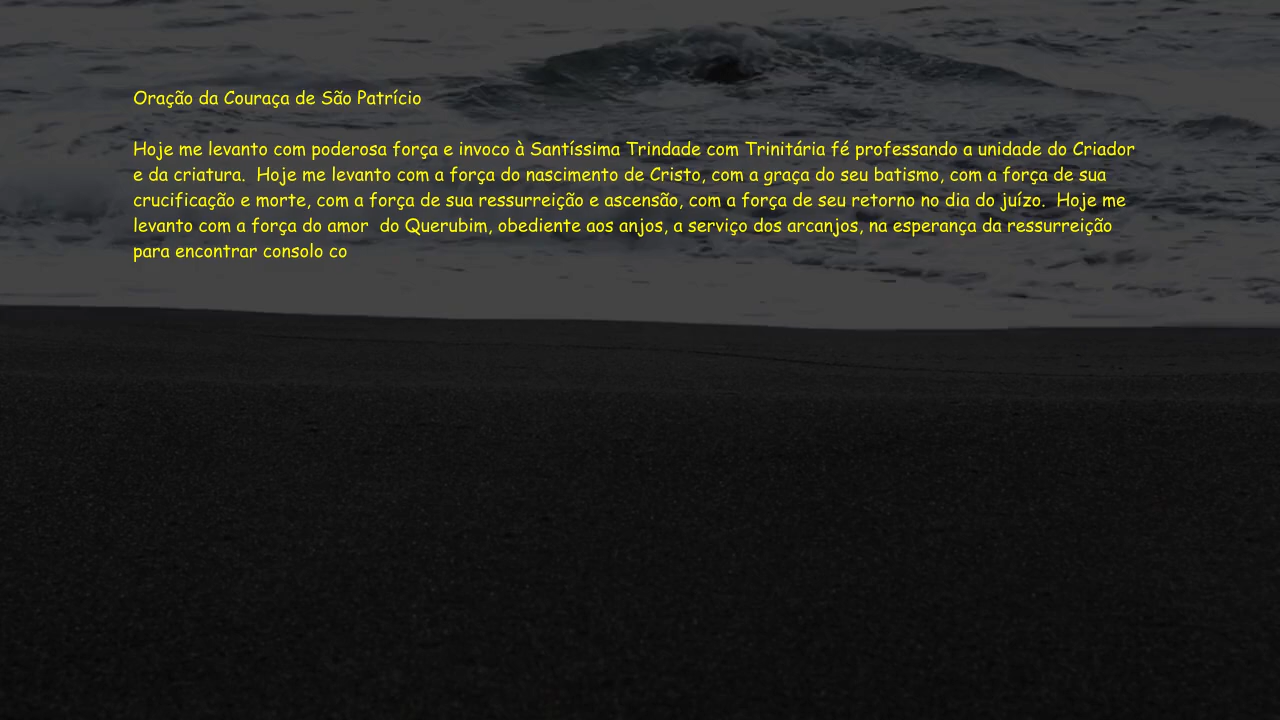 Oração da Couraça de São Patrício
Hoje me levanto com poderosa força e invoco à Santíssima Trindade com Trinitária fé professando a unidade do Criador
e da criatura.  Hoje me levanto com a força do nascimento de Cristo, com a graça do seu batismo, com a força de sua
crucificação e morte, com a força de sua ressurreição e ascensão, com a força de seu retorno no dia do juízo.  Hoje me
levanto com a força do amor  do Querubim, obediente aos anjos, a serviço dos arcanjos, na esperança da ressurreição
para encontrar consolo co